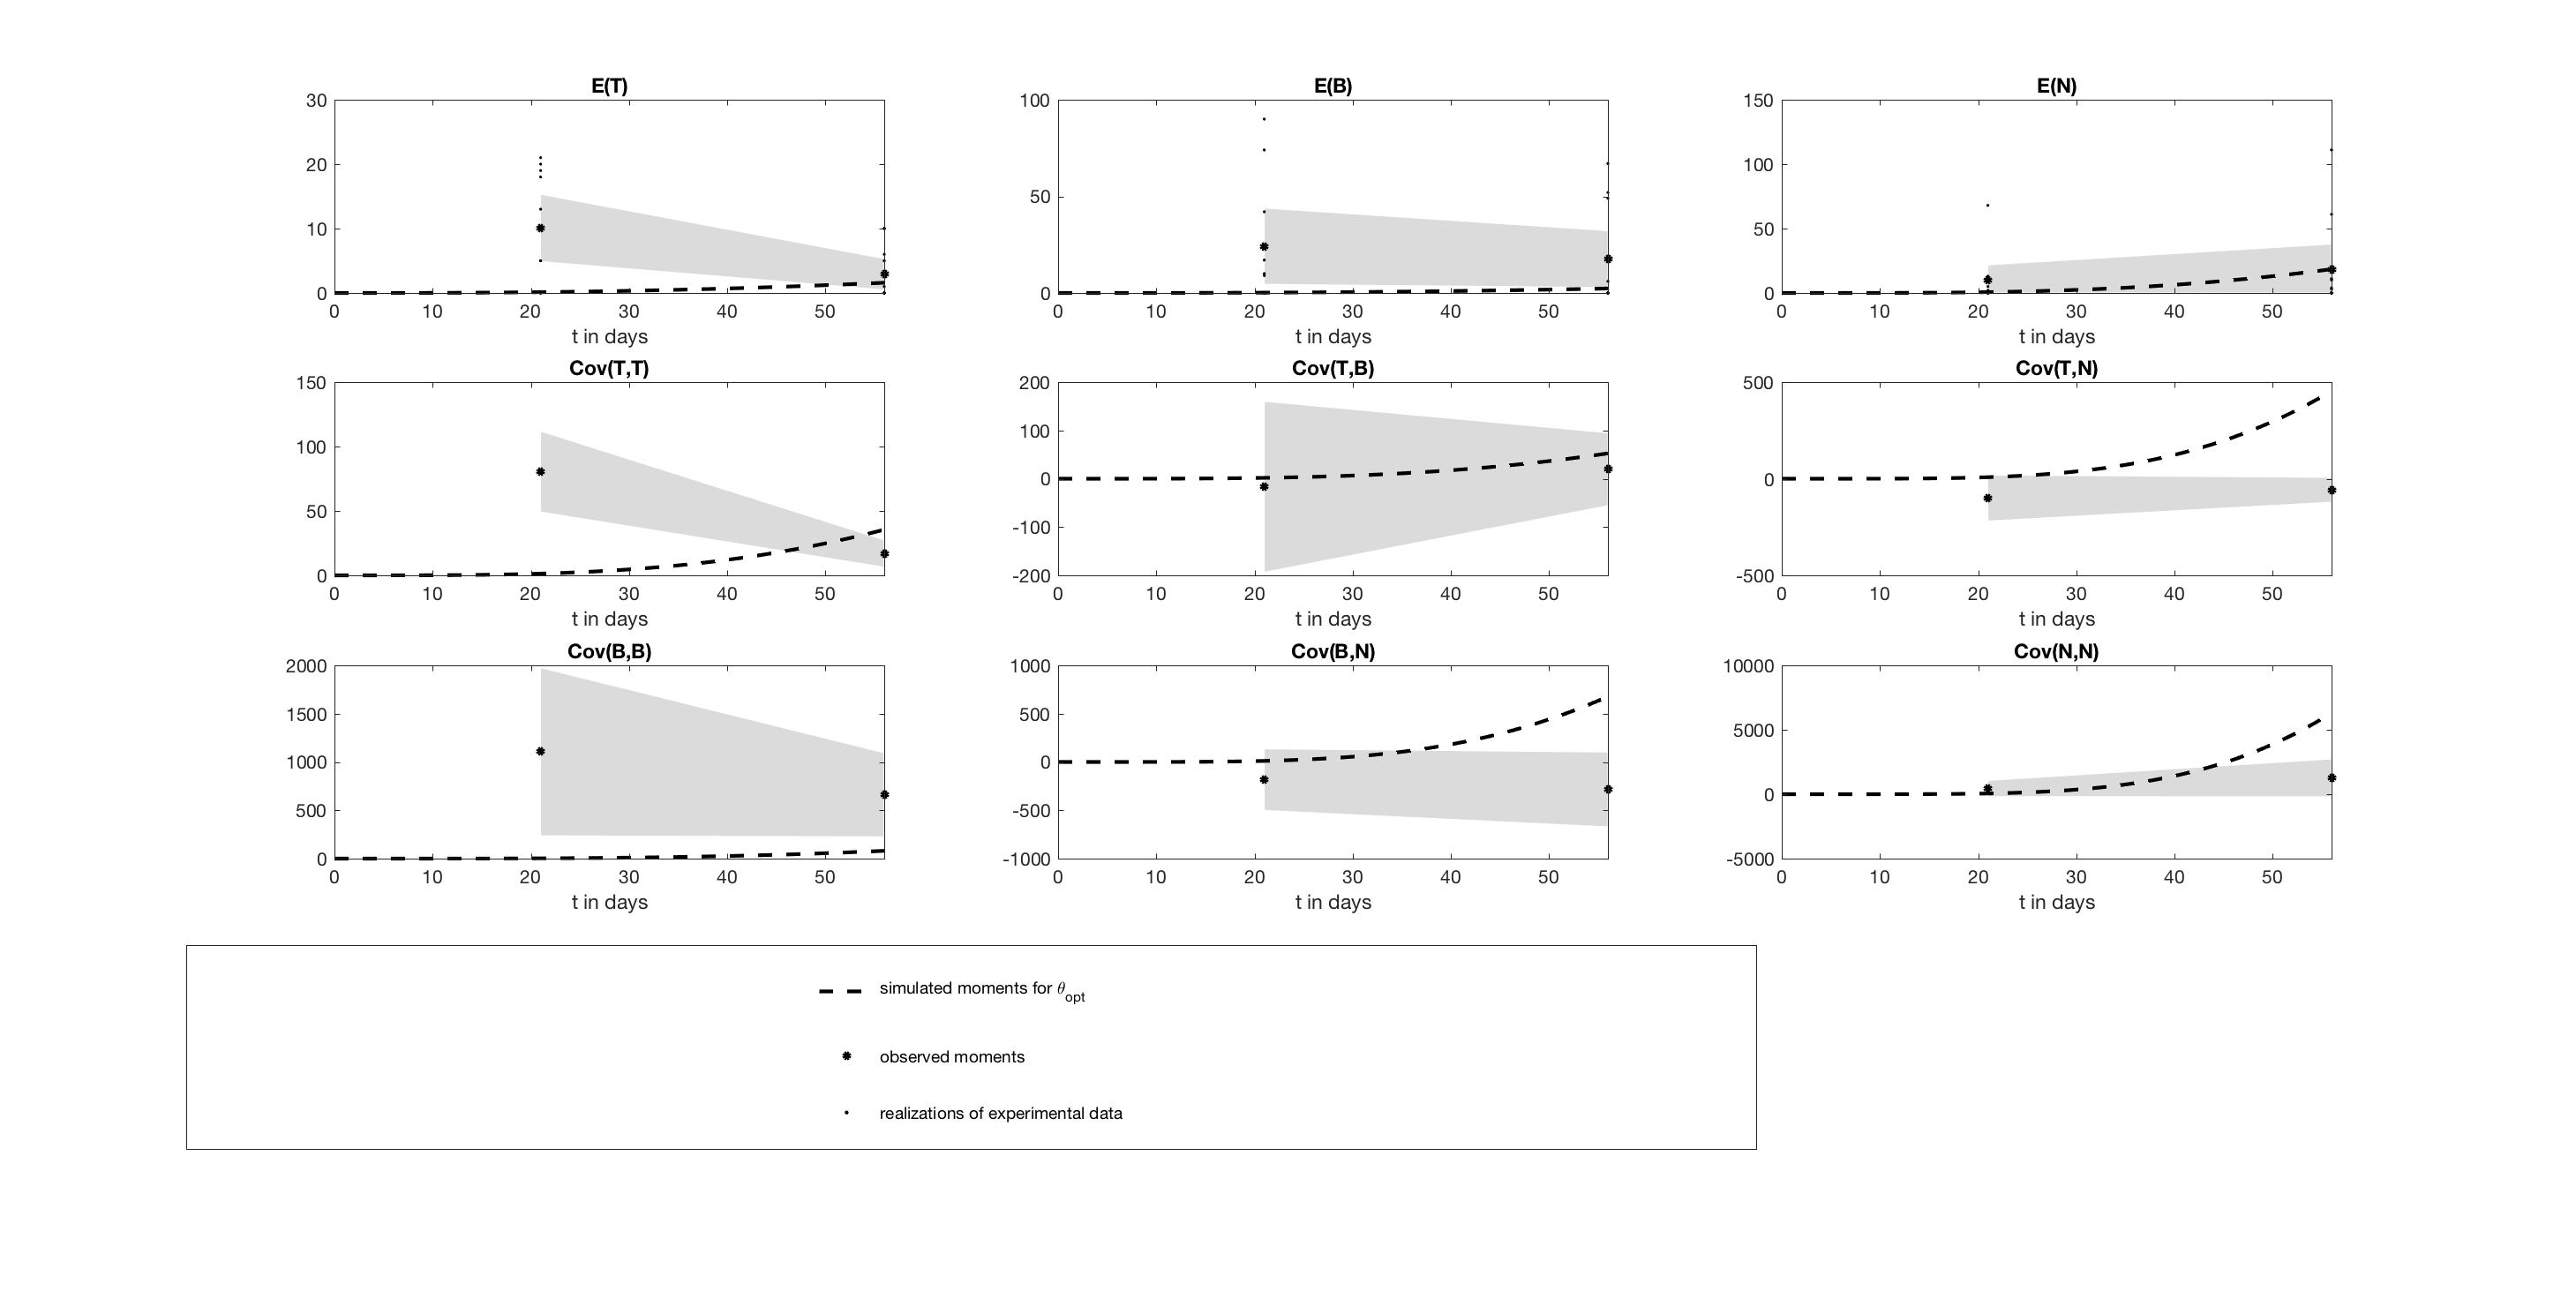 E(T)
30
20
10
0
0 10 20 30 40 50
t in days
E(B)
100
50
0
0 10 20 30 40 50
t in days
E(N)
150
100
50
0
0 10 20 30 40 50
t in days
Cov(T,T)
150
100
50
0
0 10 20 30 40 50
t in days
Cov(T,B)
200
100
0
-100
-200
0 10 20 30 40 50
t in days
Cov(T,N)
500
0
-500
0 10 20 30 40 50
t in days
Cov(B,B)
2000
1500
1000
500
0
0 10 20 30 40 50
t in days
Cov(B,N)
1000
500
0
-500
-1000
0 10 20 30 40 50
t in days
Cov(N,N)
10000
5000
0
-5000
0 10 20 30 40 50
t in days
simulated moments for θopt
observed moments
realizations of experimental data